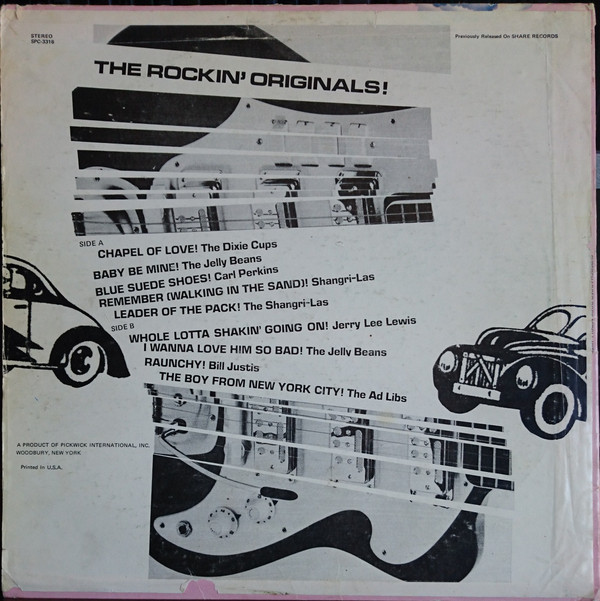 STEREO
SPC-3316
Previously Released On SHARE RECORDS
THE ROCKIN' ORIGINALS!
SIDE A
CHAPEL OF LOVE! The Dixie Cups
BABY BE MINE! The Jelly Beans
BLUE SUEDE SHOES! Carl Perkins
REMEMBER (WALKING IN THE SAND)! Shangri-Las
LEADER OF THE PACK! The Shangri-Las
SIDE B
WHOLE LOTTA SHAKIN' GOING ON! Jerry Lee Lewis
I WANNA LOVE HIM SO BAD! The Jelly Beans
RAUNCHY! Bill Justis
THE BOY FROM NEW YORK CITY! The Ad Libs
A PRODUCT OF PICKWICK INTERNATIONAL, INC.
WOODBURY, NEW YORK
Printed in U.S.A.